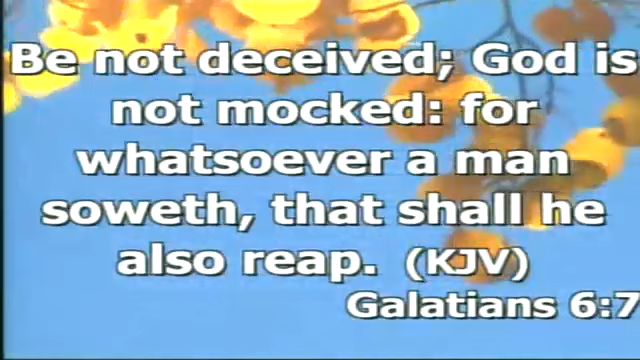 Be not deceived; God is
not mocked: for
whatsoever a man
soweth, that shall he
also reap. (KJV)
Galatians 6:7